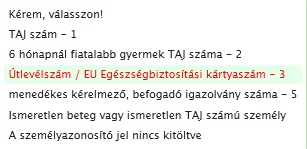 Kérem, válasszon!
TAJ szám - 1
6 hónapnál fiatalabb gyermek TAJ száma - 2
Útlevélszám / EU Egészségbiztosítási kártyaszám - 3
menedékes kérelmező, befogadó igazolvány száma - 5
Ismeretlen beteg vagy ismeretlen TAJ számú személy
A személyazonosító jel nincs kitöltve